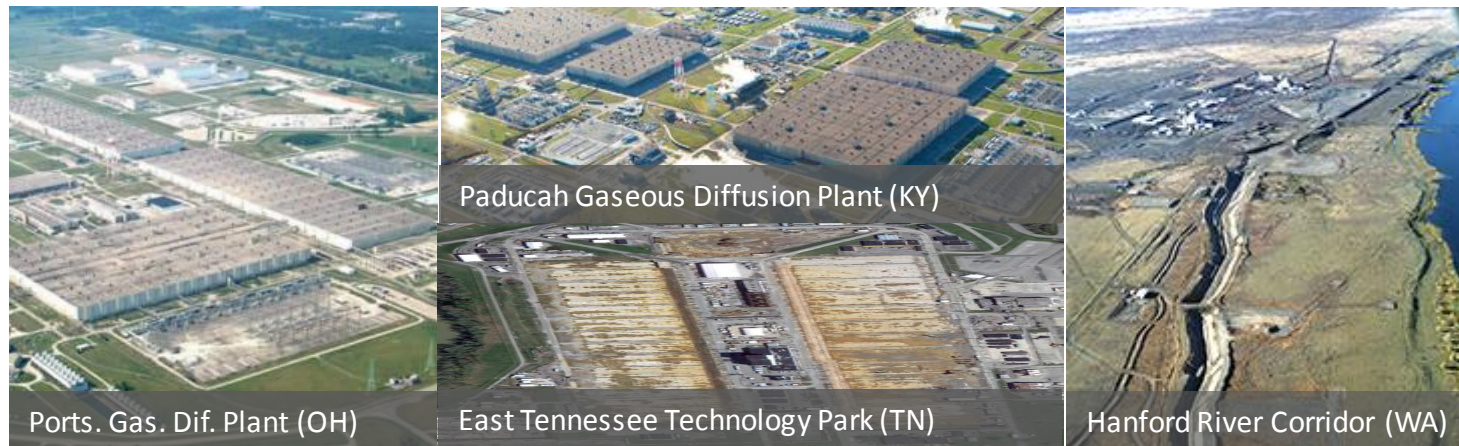 Paducah Gaseous Diffusion Plant (KY)
Ports. Gas. Dif. Plant (OH)
East Tennessee Technology Park (TN)
Hanford River Corridor (WA)